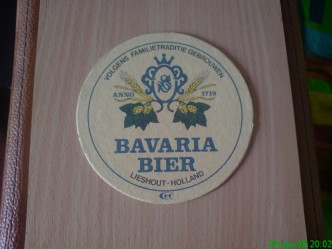 VOLGENS FAMILIETRADITIE GEBROUWEN
ANNO 1719
BAVARIA
BIER
LIESHOUT - HOLLAND